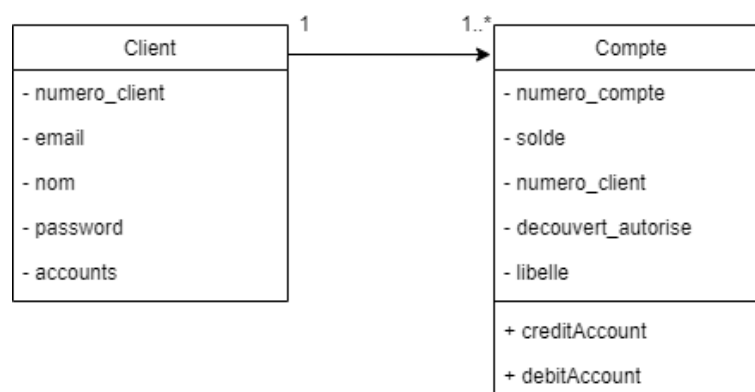 Client
- numero_client
- email
- nom
- password
- accounts
1
1..*
Compte
- numero_compte
- solde
- numero_client
- decouvert_autorise
- libelle
+ creditAccount
+ debitAccount